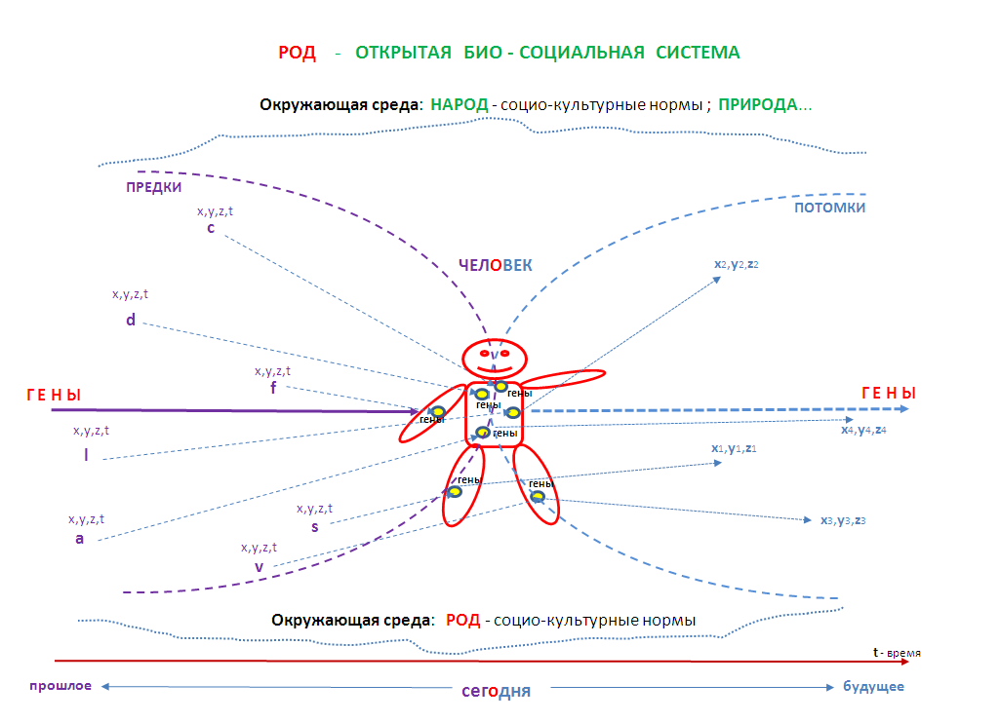 РОД - ОТКРЫТАЯ БИО - СОЦИАЛЬНАЯ СИСТЕМА
Окружающая среда: НАРОД - социо-культурные нормы ; ПРИРОДА...
ПРЕДКИ
ПОТОМКИ
x,y,z,t
c
ЧЕЛОВЕК
x2,y2,z2
x,y,z,t
d
x,y,z,t
f
ГЕНЫ
ГЕНЫ
гены
гены
гены
гены
x,y,z,t
l
x4,y4,z4
x1,y1,z1
гены
гены
x,y,z,t
s
x,y,z,t
a
x3,y3,z3
x,y,z,t
v
Окружающая среда: РОД - социо-культурные нормы
t - время
прошлое
сегодня
будущее